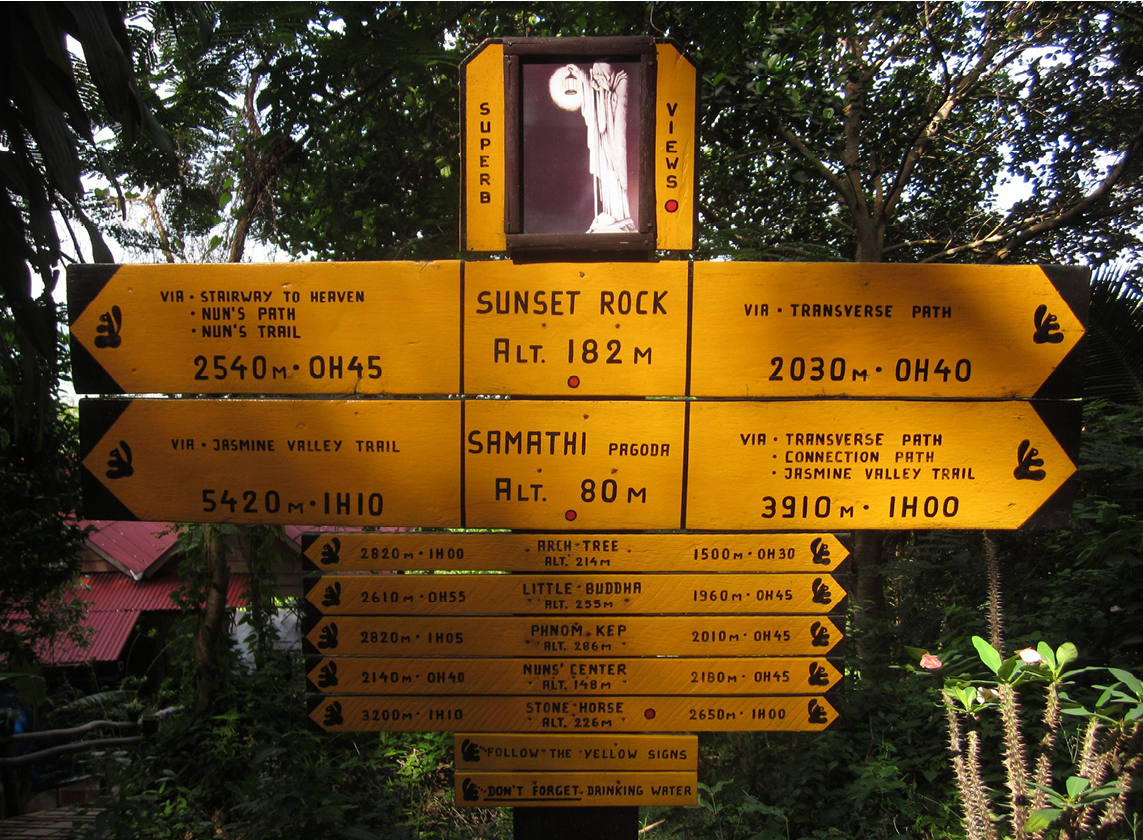 SUPERB
VIEWS
VIA · STAIRWAY TO HEAVEN
· NUN'S PATH
· NUN'S TRAIL
2540M · 0H45
SUNSET ROCK
ALT. 182 M
VIA · TRANSVERSE PATH
2030M · 0H40
VIA · JASMINE VALLEY TRAIL
5420M · 1H10
SAMATHI PAGODA
ALT. 80 M
VIA · TRANSVERSE PATH
· CONNECTION PATH
· JASMINE VALLEY TRAIL
3910M · 1H00
2820M · 1H00 ARCH-TREE 1500M · 0H30
ALT. 214M
2610M · 0H55 LITTLE BUDDHA 1960M · 0H45
ALT. 255M
2820M · 1H05 PHNOM KEP 2010M · 0H45
ALT. 286M
2140M · 0H40 NUNS' CENTER 2180M · 0H45
ALT. 148M
3200M · 1H10 STONE HORSE 2650M · 1H00
ALT. 226M
FOLLOW THE YELLOW SIGNS
DON'T FORGET DRINKING WATER